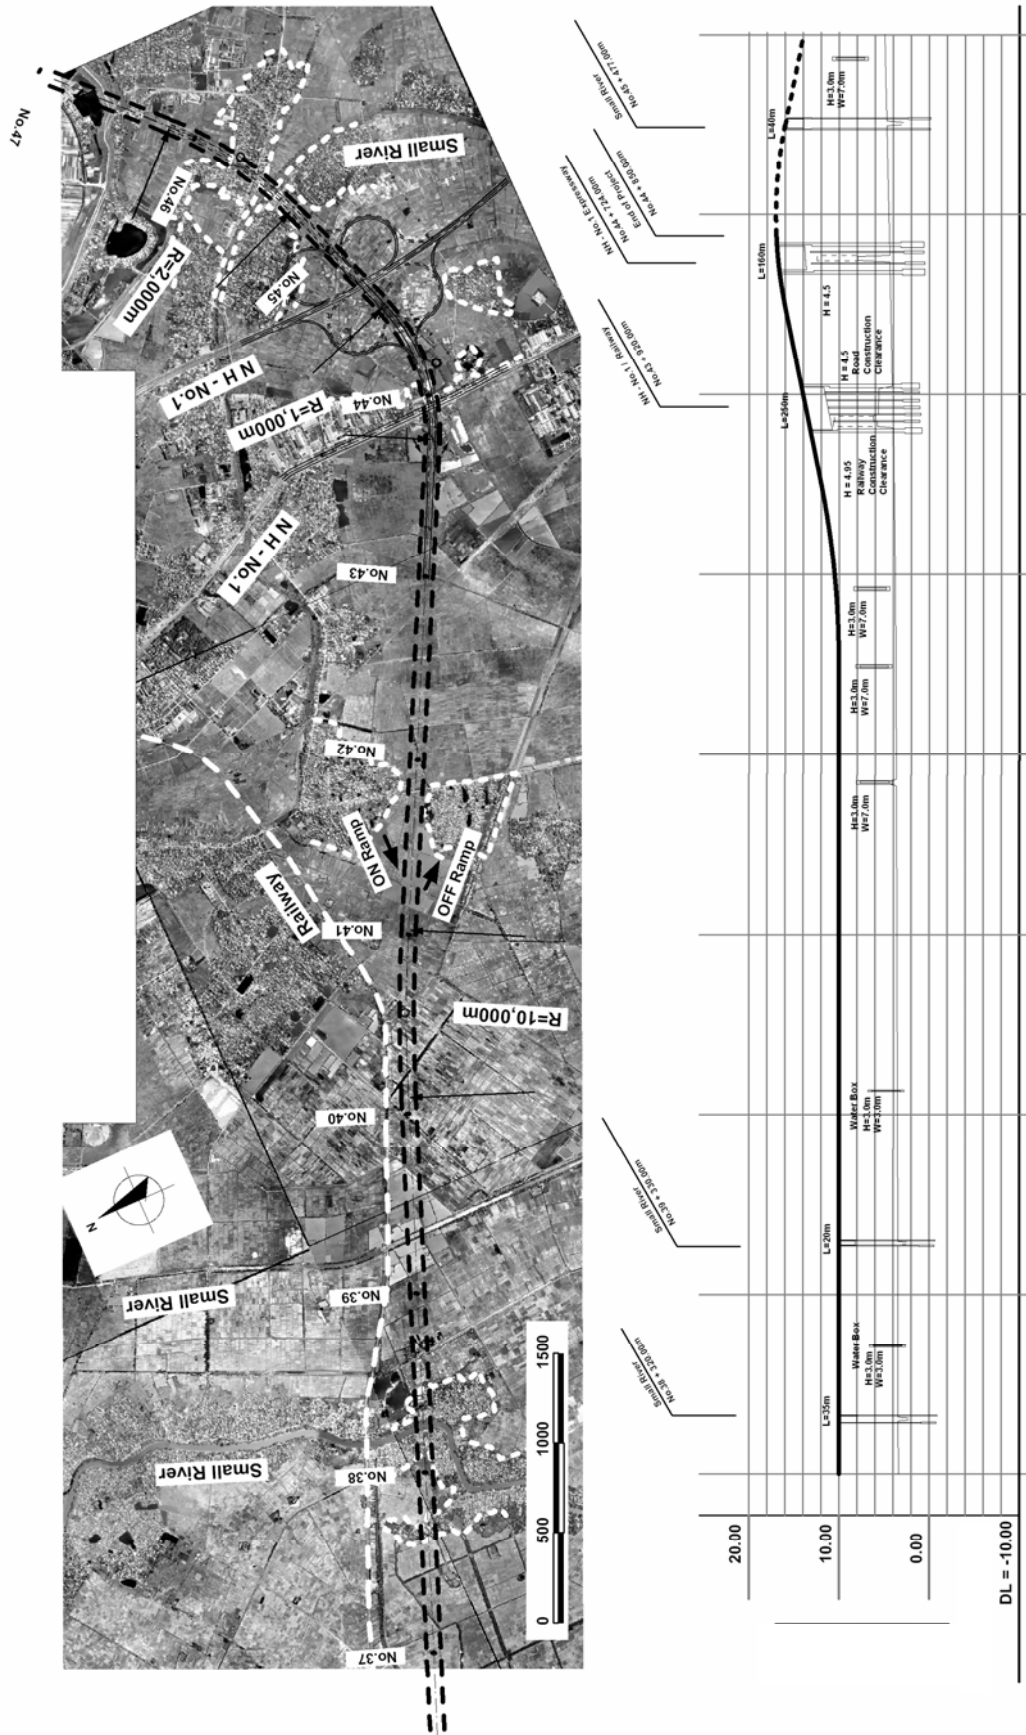 No.47
No.46
R=2,000m
Small River
No.45
N H - No.1
R=1,000m
No.44
N H - No.1
No.43
No.42
ON Ramp
OFF Ramp
Railway
No.41
R=10,000m
No.40
N
Small River
No.39
Small River
No.38
No.37
0
500
1000
1500
Small River
No.45 + 477.00m
End of Project
No.44 + 850.00m
NH - No.1 Expressway
No.44 + 724.00m
NH - No.1 / Railway
No.43 + 920.00m
Small River
No.39 + 330.00m
Small River
No.38 + 320.00m
20.00
10.00
0.00
DL = -10.00
L=35m
Water Box
H=3.0m
W=3.0m
L=20m
Water Box
H=3.0m
W=3.0m
H=3.0m
W=7.0m
H=3.0m
W=7.0m
H=3.0m
W=7.0m
H = 4.95
Railway
Construction
Clearance
L=250m
H = 4.5
Road
Construction
Clearance
H = 4.5
L=160m
L=40m
H=3.0m
W=7.0m